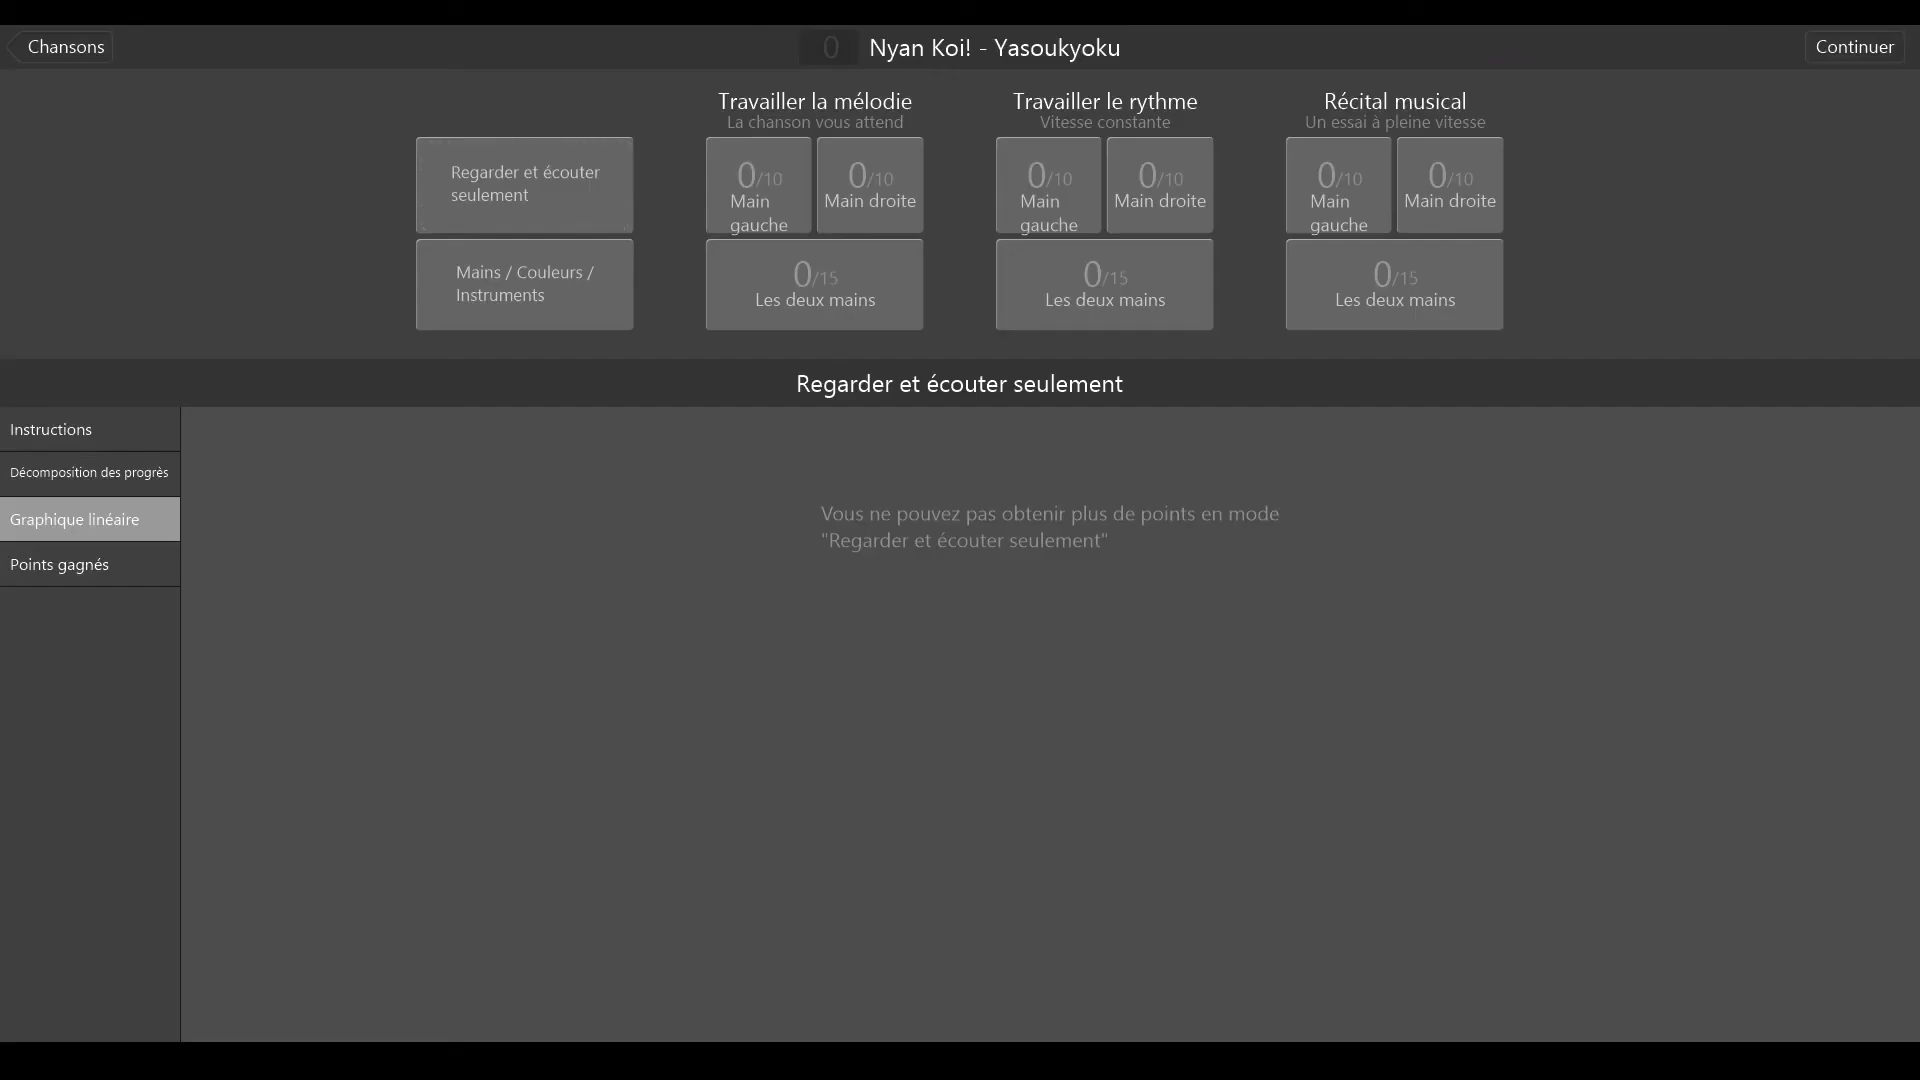 Chansons
0
Nyan Koi! - Yasoukyoku
Continuer
Travailler la mélodie
La chanson vous attend
Travailler le rythme
Vitesse constante
Récital musical
Un essai à pleine vitesse
Regarder et écouter
seulement
0/10
Main
gauche
0/10
Main droite
0/10
Main
gauche
0/10
Main droite
0/10
Main
gauche
0/10
Main droite
Mains / Couleurs /
Instruments
0/15
Les deux mains
0/15
Les deux mains
0/15
Les deux mains
Regarder et écouter seulement
Instructions
Décomposition des progrès
Graphique linéaire
Points gagnés
Vous ne pouvez pas obtenir plus de points en mode
"Regarder et écouter seulement"